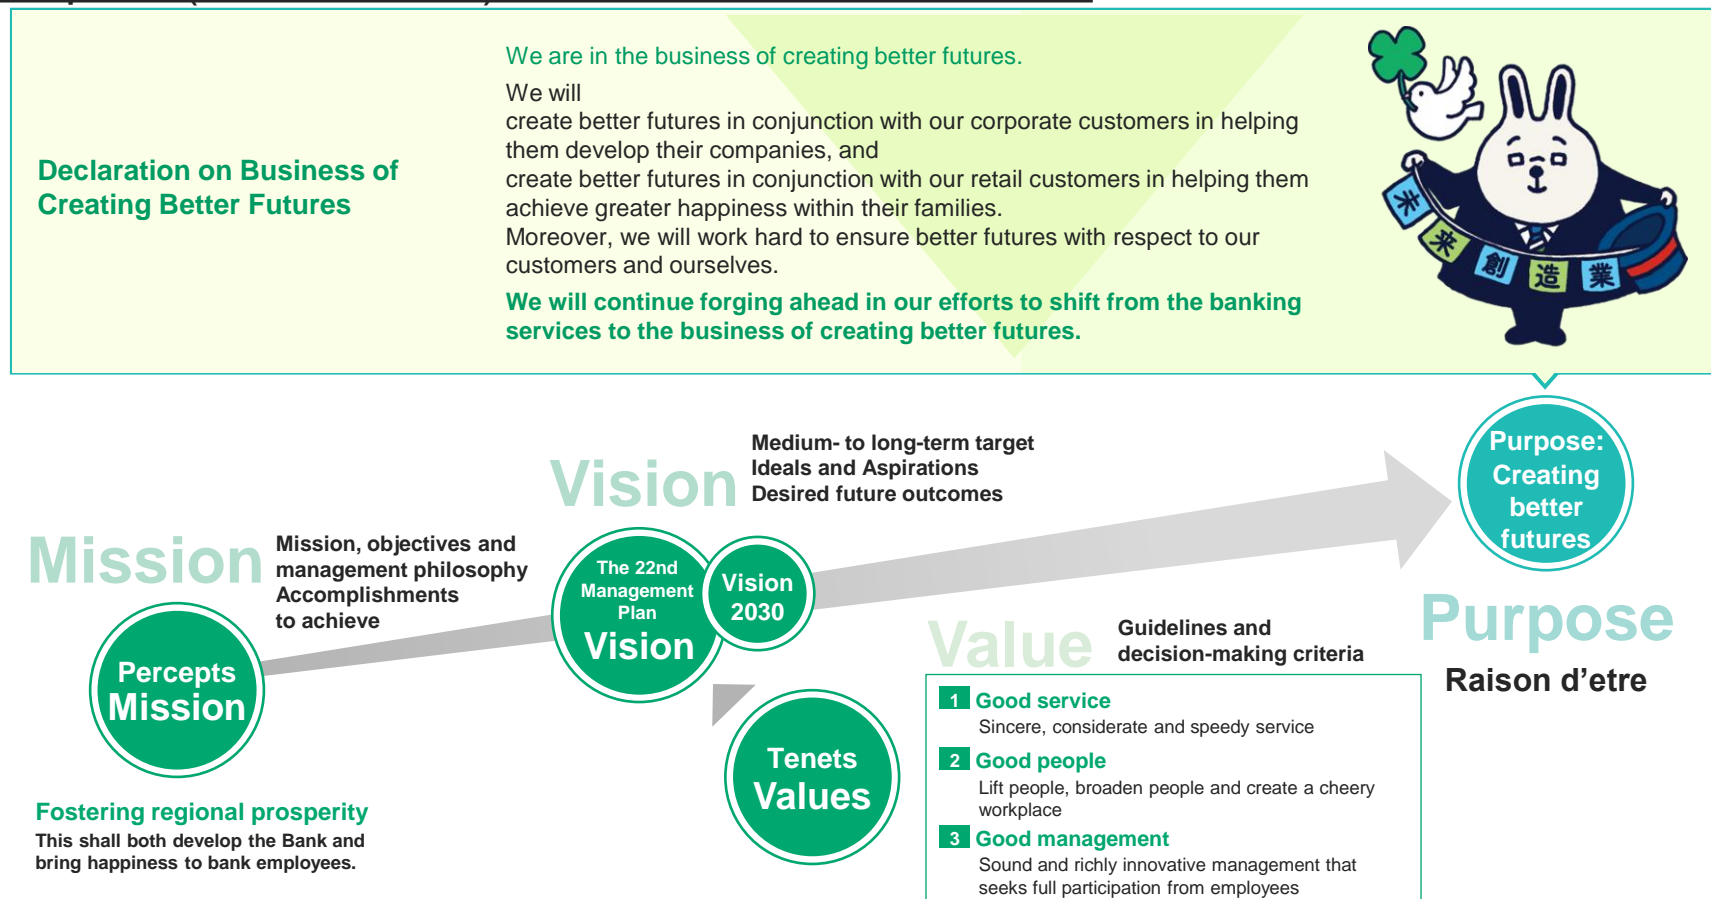 Declaration on Business of
Creating Better Futures
We are in the business of creating better futures.
We will
create better futures in conjunction with our corporate customers in helping
them develop their companies, and
create better futures in conjunction with our retail customers in helping them
achieve greater happiness within their families.
Moreover, we will work hard to ensure better futures with respect to our
customers and ourselves.
We will continue forging ahead in our efforts to shift from the banking
services to the business of creating better futures.
未来創造業
Purpose:
Creating
better
futures
Purpose
Raison d’etre
Vision
Medium- to long-term target
Ideals and Aspirations
Desired future outcomes
The 22nd
Management
Plan
Vision
Vision
2030
Mission
Mission, objectives and
management philosophy
Accomplishments
to achieve
Percepts
Mission
Fostering regional prosperity
This shall both develop the Bank and
bring happiness to bank employees.
Tenets
Values
Value
Guidelines and
decision-making criteria
1 Good service
Sincere, considerate and speedy service
2 Good people
Lift people, broaden people and create a cheery
workplace
3 Good management
Sound and richly innovative management that
seeks full participation from employees